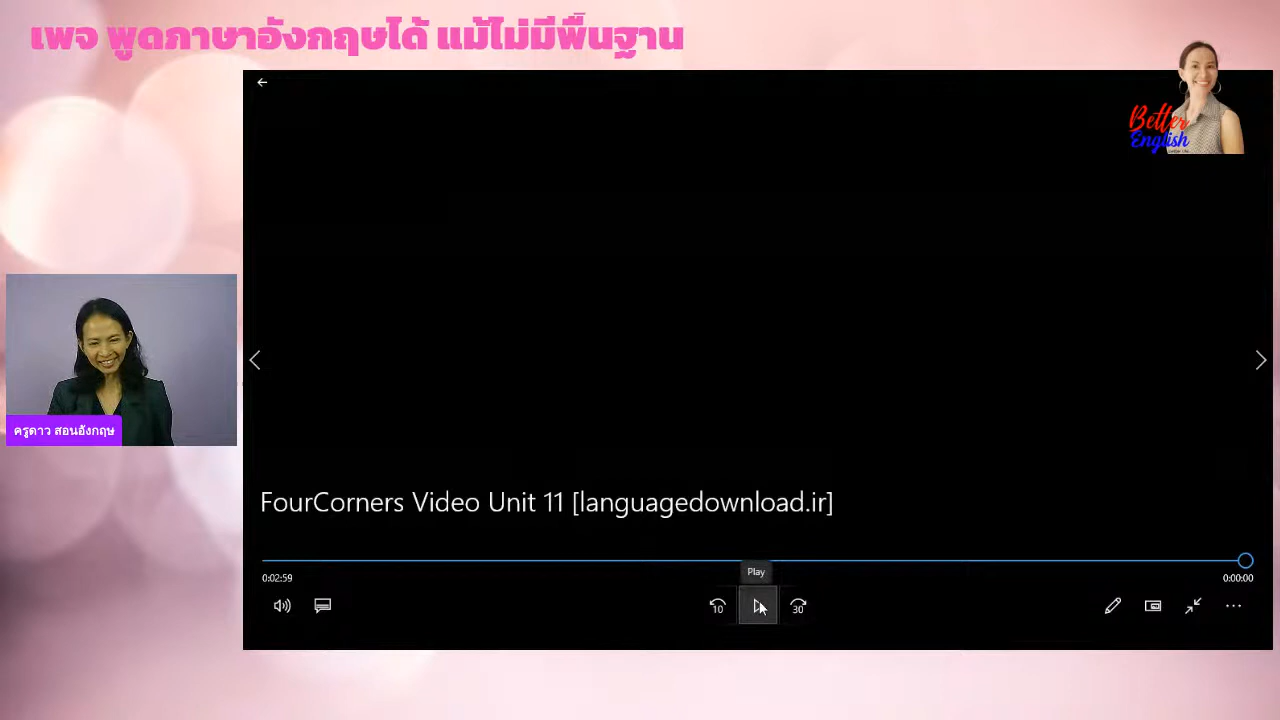 เพจ พูดภาษาอังกฤษได้ แม้ไม่มีพื้นฐาน
Better
English
ครูดาว สอนอังกฤษ
FourCorners Video Unit 11 [languagedownload.ir]
Play
0:02:59
0:00:00
10
30